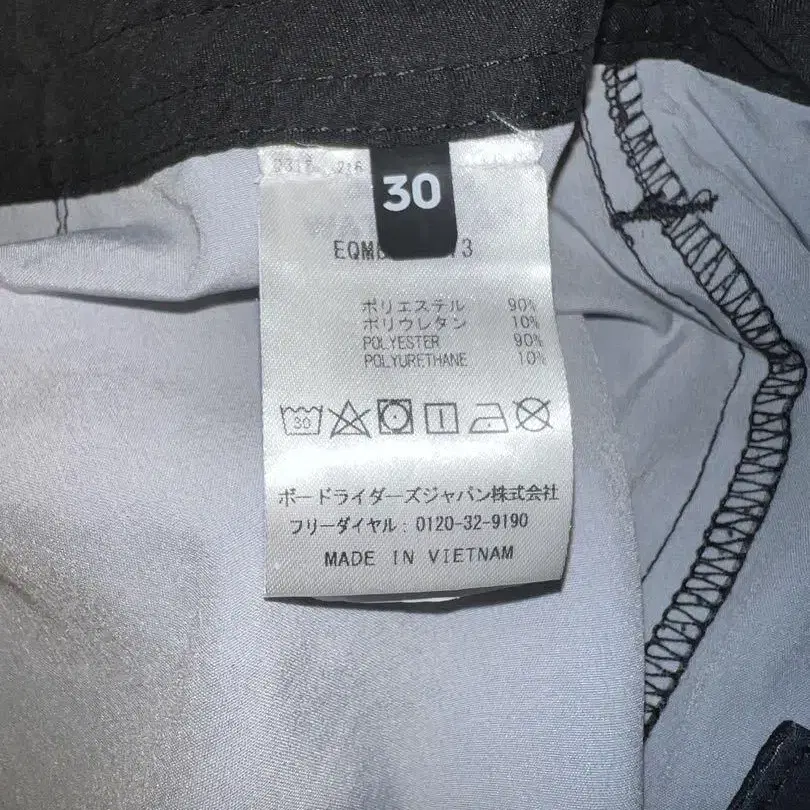 30
ポリエステル 90%
ポリウレタン 10%
POLYESTER 90%
POLYURETHANE 10%
30
ボードライダーズジャパン株式会社
フリーダイヤル：0120-32-9190
MADE IN VIETNAM